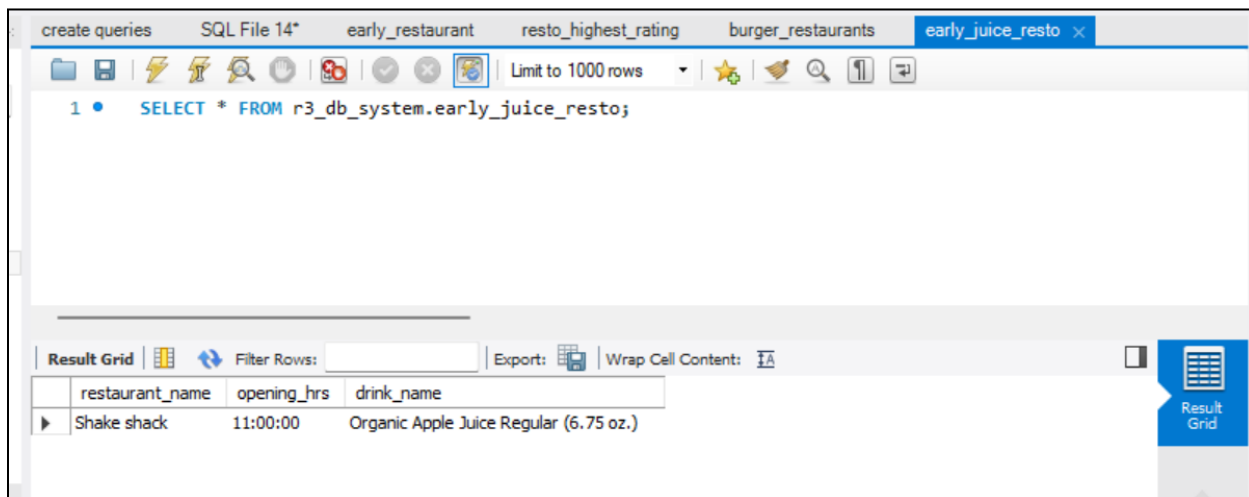 create queries SQL File 14* early_restaurant resto_highest_rating burger_restaurants early_juice_resto
Limit to 1000 rows
1 SELECT * FROM r3_db_system.early_juice_resto;
Result Grid Filter Rows: Export: Wrap Cell Content:
Result Grid
restaurant_name opening_hrs drink_name
Shake shack 11:00:00 Organic Apple Juice Regular (6.75 oz.)